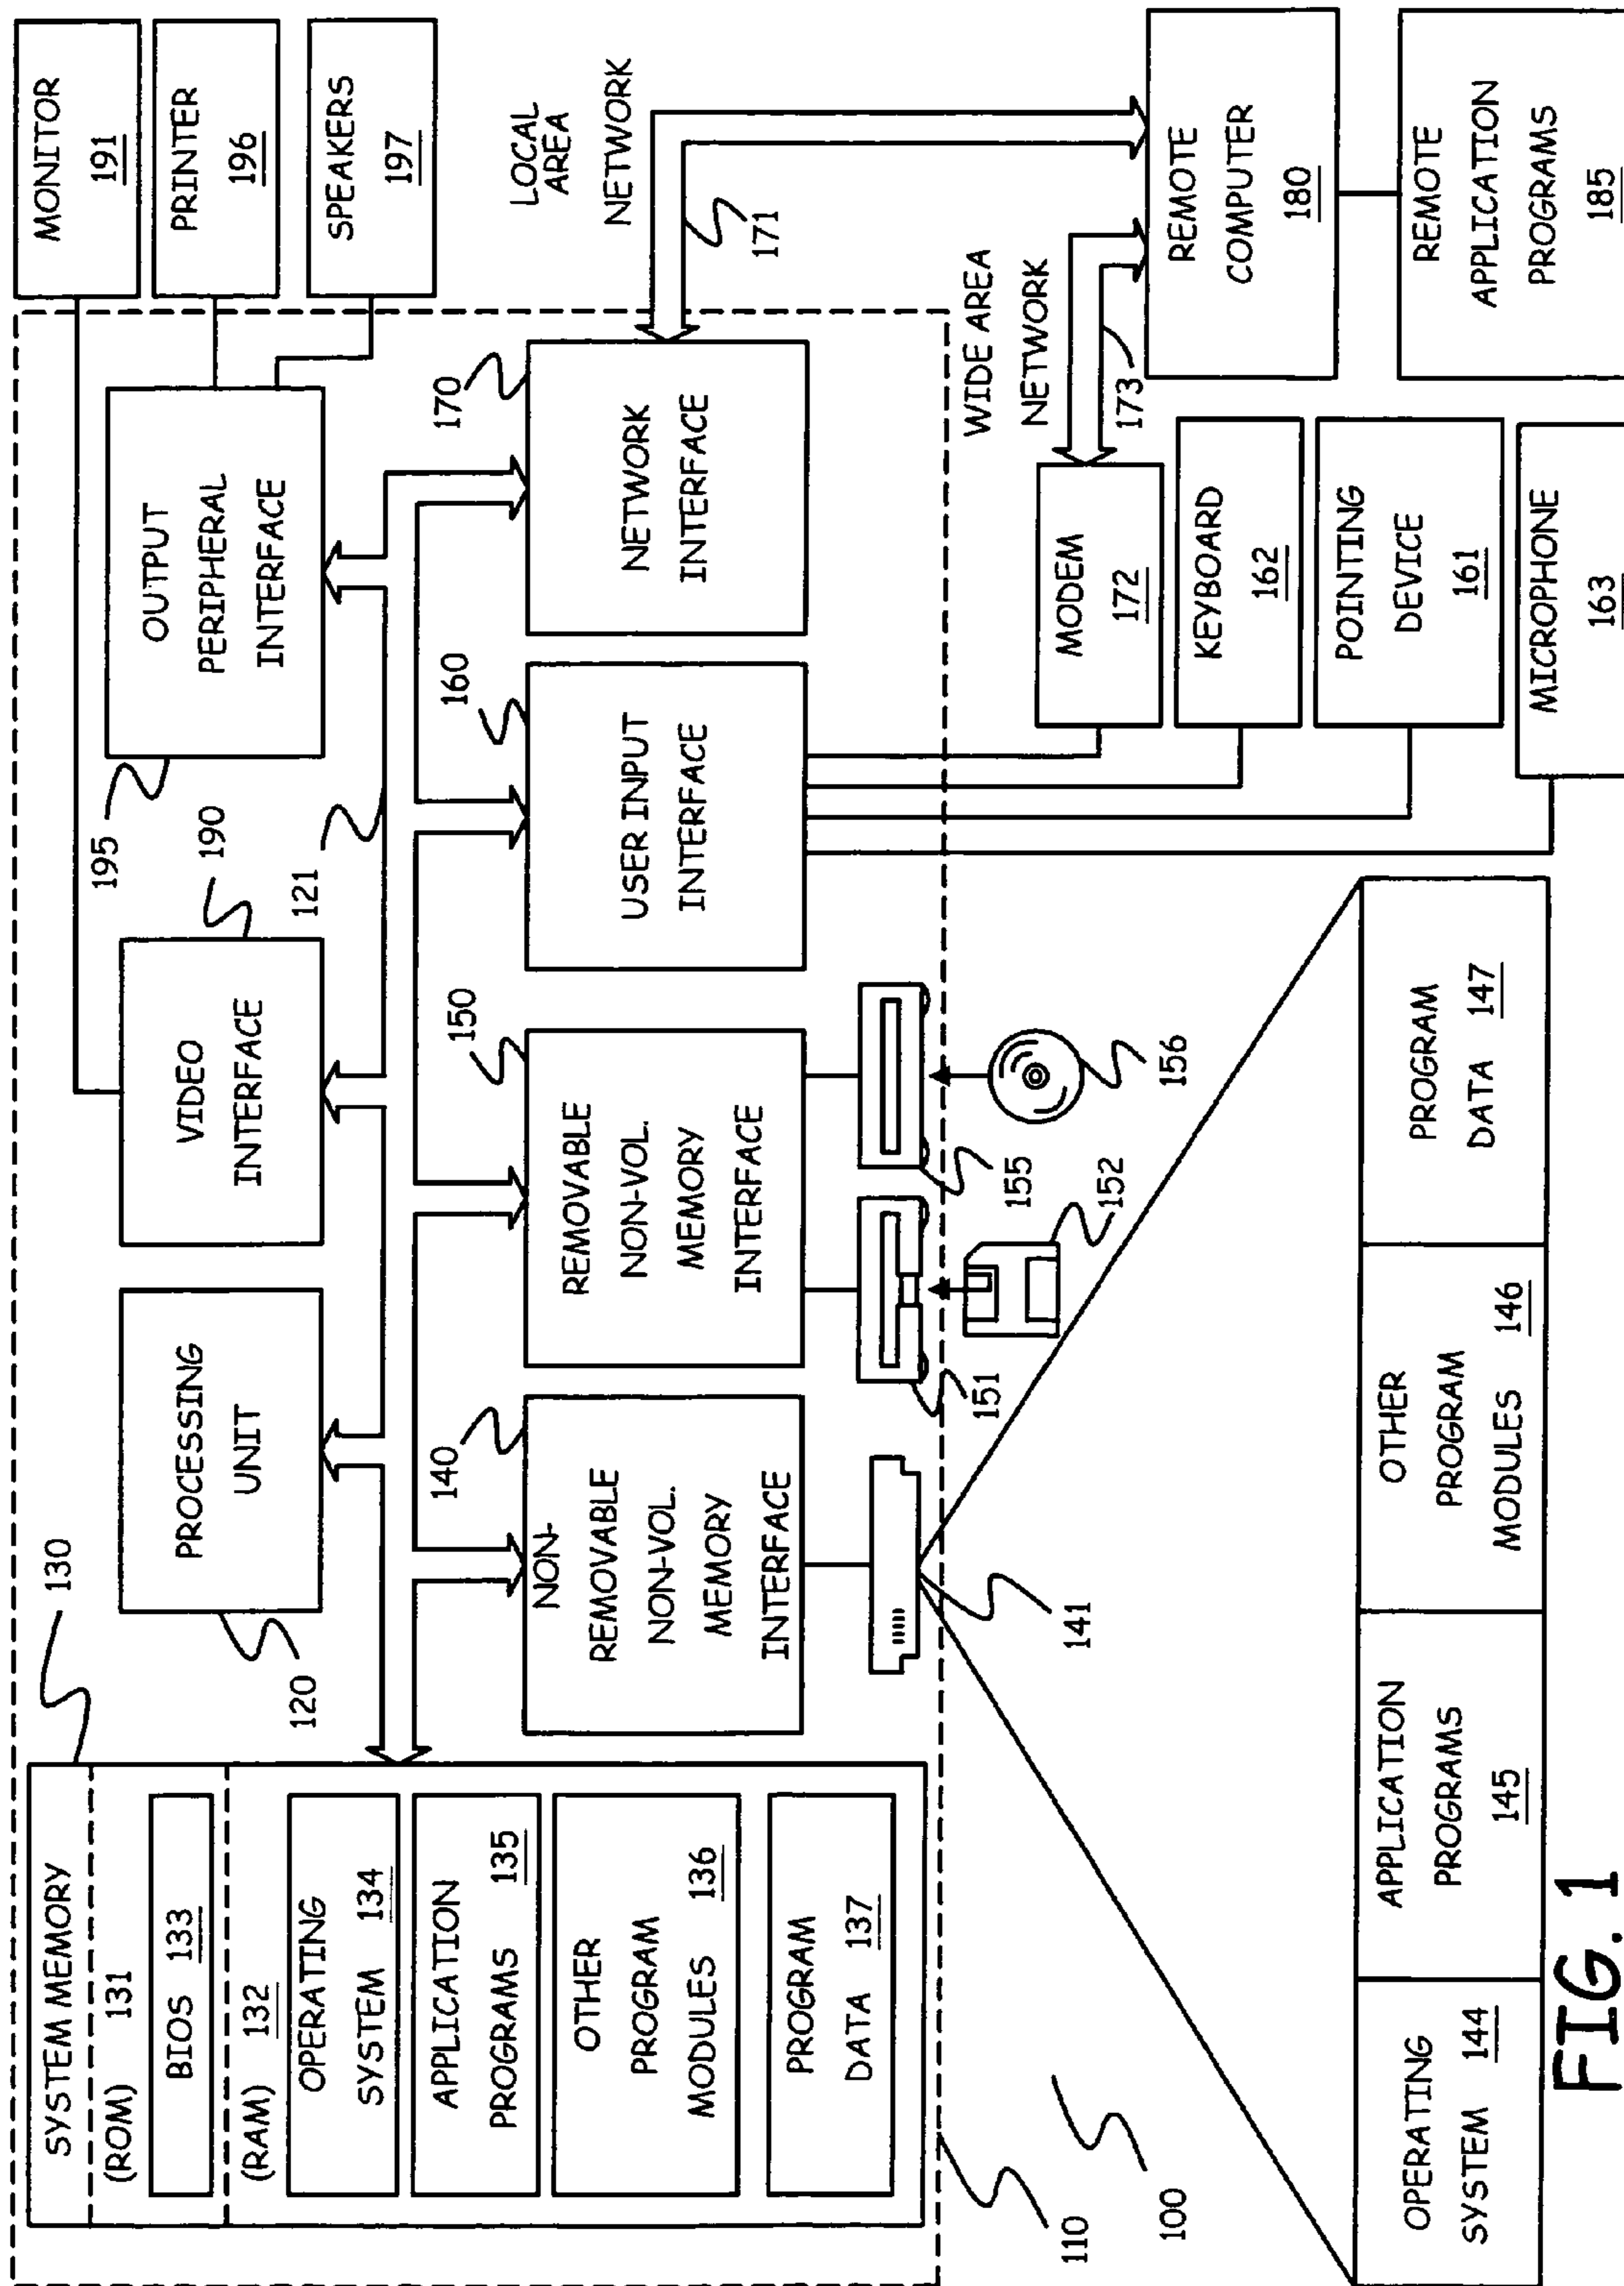 SYSTEM MEMORY
(ROM) 131
BIOS 133
(RAM) 132
OPERATING
SYSTEM 134
APPLICATION
PROGRAMS 135
OTHER
PROGRAM
MODULES 136
PROGRAM
DATA 137
130
PROCESSING
UNIT
120
VIDEO
INTERFACE
190
OUTPUT
PERIPHERAL
INTERFACE
195
121
MONITOR
191
PRINTER
196
SPEAKERS
197
NON-
REMOVABLE
NON-VOL.
MEMORY
INTERFACE
140
REMOVABLE
NON-VOL.
MEMORY
INTERFACE
150
USER INPUT
INTERFACE
160
NETWORK
INTERFACE
170
LOCAL
AREA
NETWORK
171
141
151
152
155
156
WIDE AREA
NETWORK
173
MODEM
172
KEYBOARD
162
POINTING
DEVICE
161
MICROPHONE
163
REMOTE
COMPUTER
180
REMOTE
APPLICATION
PROGRAMS
185
110
100
OPERATING
SYSTEM 144
APPLICATION
PROGRAMS
145
OTHER
PROGRAM
MODULES 146
PROGRAM
DATA 147
FIG. 1